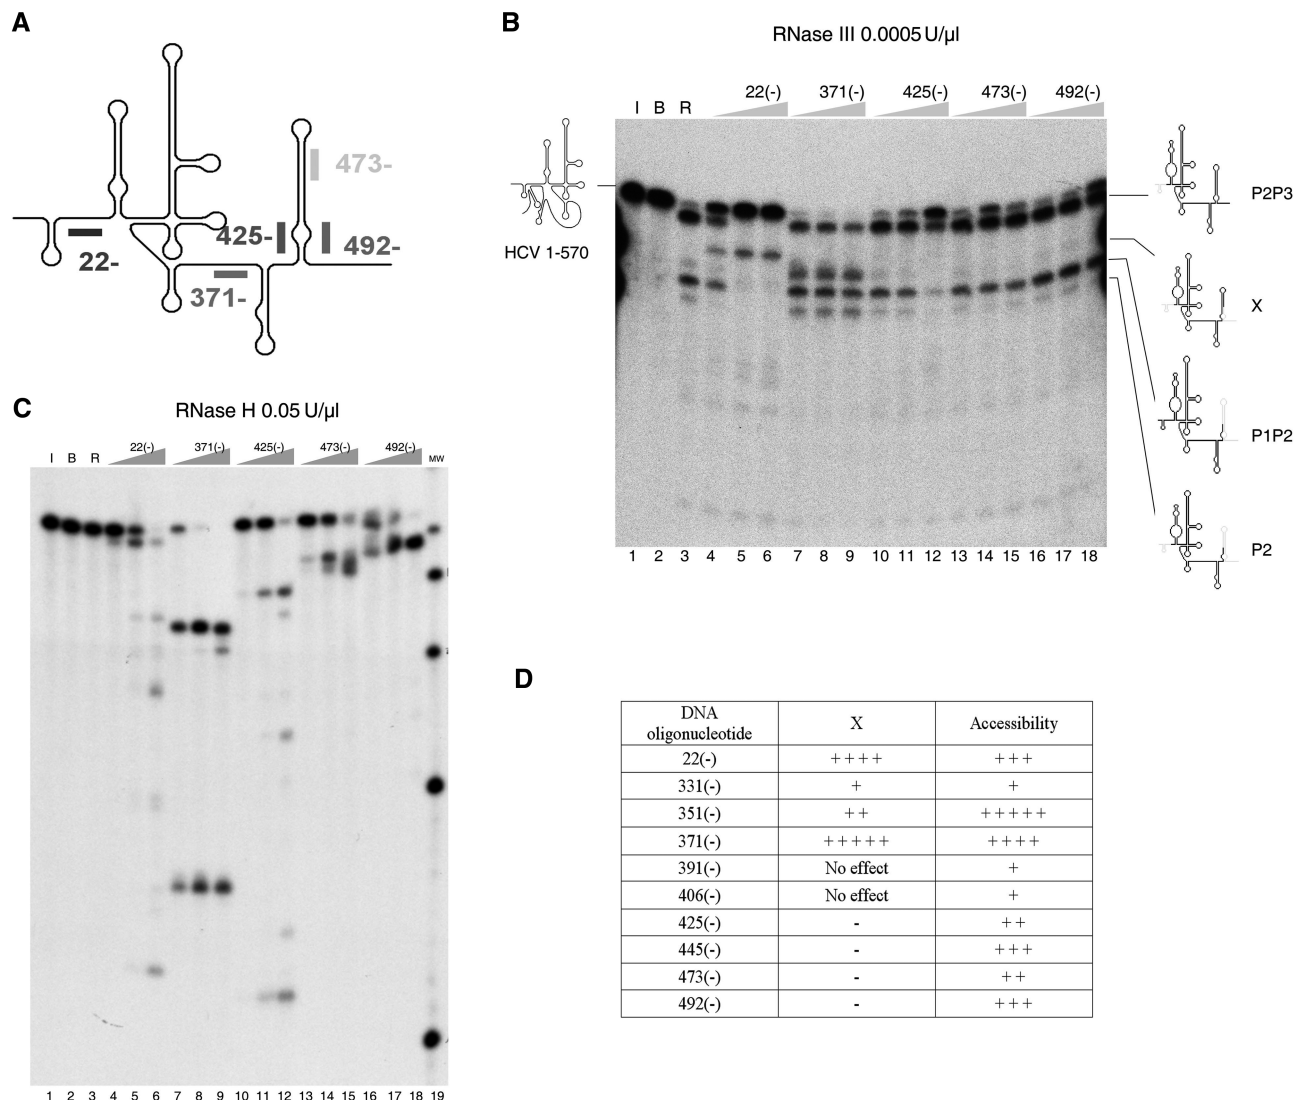 A
473-
425-
492-
22-
371-
B
RNase III 0.0005 U/µl
22(-) 371(-) 425(-) 473(-) 492(-)
I B R
HCV 1-570
P2P3
X
P1P2
P2
1 2 3 4 5 6 7 8 9 10 11 12 13 14 15 16 17 18
C
RNase H 0.05 U/µl
22(-) 371(-) 425(-) 473(-) 492(-)
I B R MW
1 2 3 4 5 6 7 8 9 10 11 12 13 14 15 16 17 18 19
D
DNA
oligonucleotide X Accessibility
22(-) ++++ +++
331(-) + +
351(-) ++ +++++
371(-) +++++ ++++
391(-) No effect +
406(-) No effect +
425(-) - ++
445(-) - +++
473(-) - ++
492(-) - +++